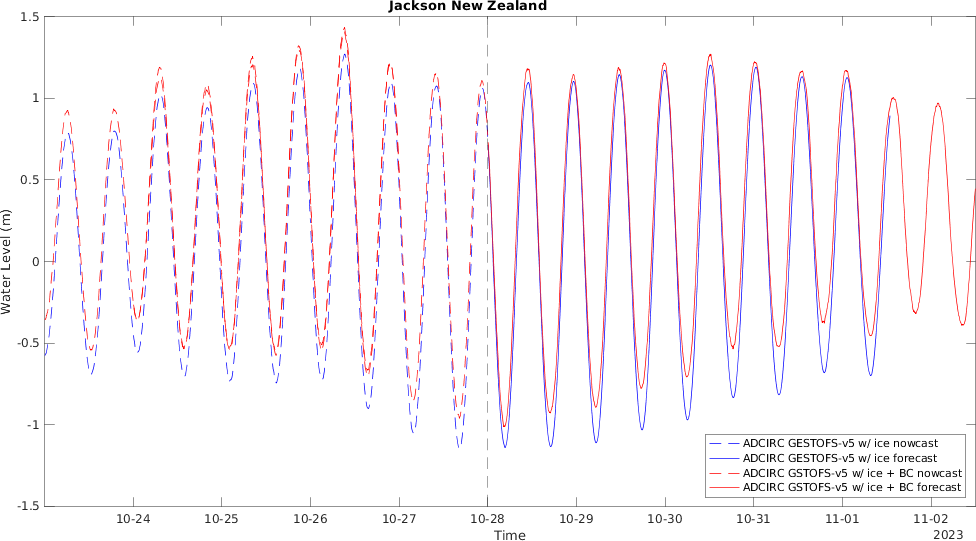 Jackson New Zealand
1.5
1
0.5
0
-0.5
-1
-1.5
Water Level (m)
ADCIRC GESTOFS-v5 w/ ice nowcast
ADCIRC GESTOFS-v5 w/ ice forecast
ADCIRC GSTOFS-v5 w/ ice + BC nowcast
ADCIRC GSTOFS-v5 w/ ice + BC forecast
10-24 10-25 10-26 10-27 10-28 10-29 10-30 10-31 11-01 11-02
Time
2023